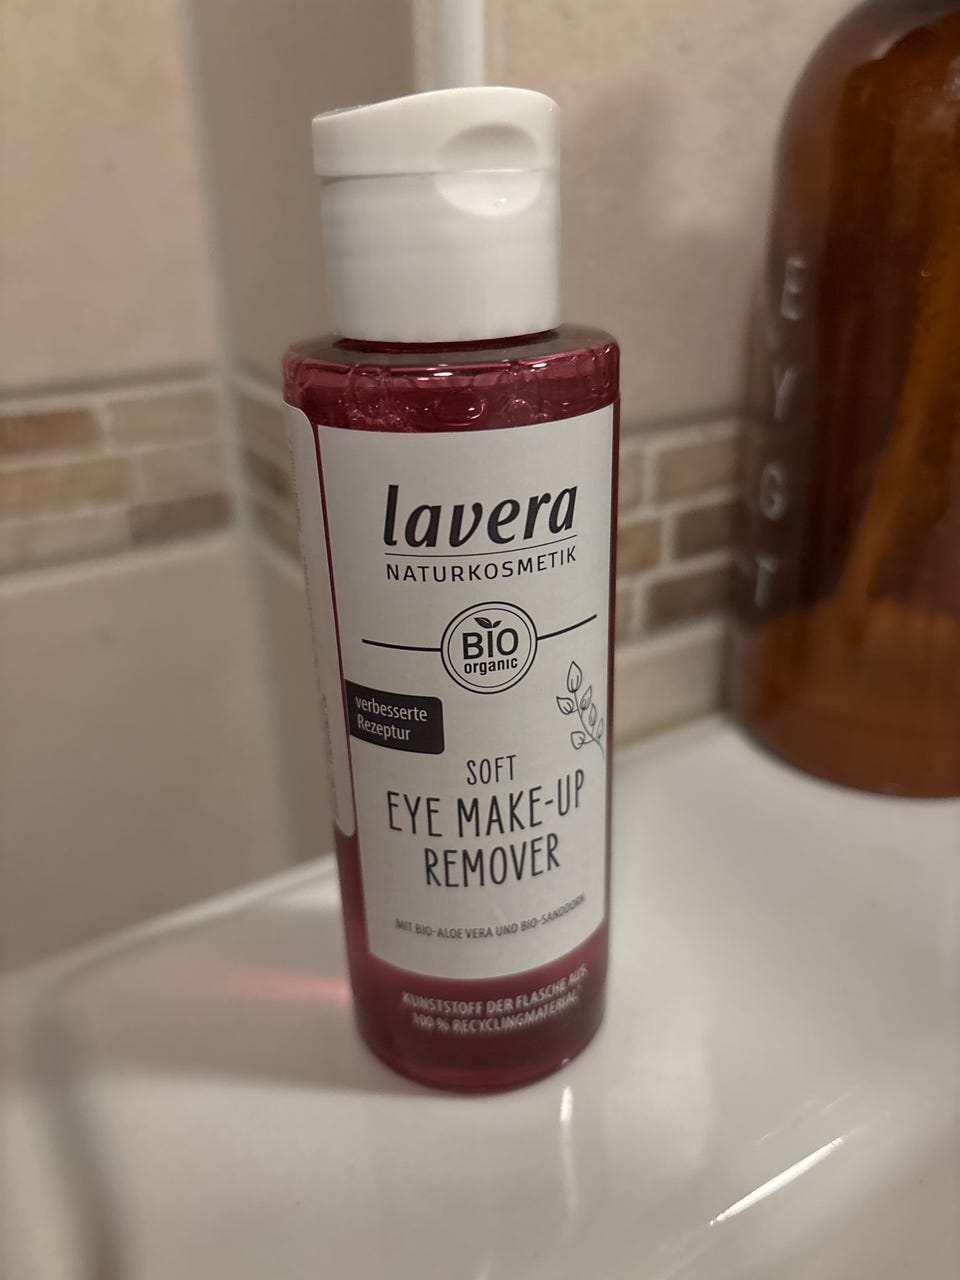 lavera
NATURKOSMETIK
BIO
organic
verbesserte
Rezeptur
SOFT
EYE MAKE-UP
REMOVER
MIT BIO-ALOE VERA UND BIO-SANDDORN
KUNSTSTOFF DER FLASCHE AUS
100 % RECYCLINGMATERIAL
EYGT